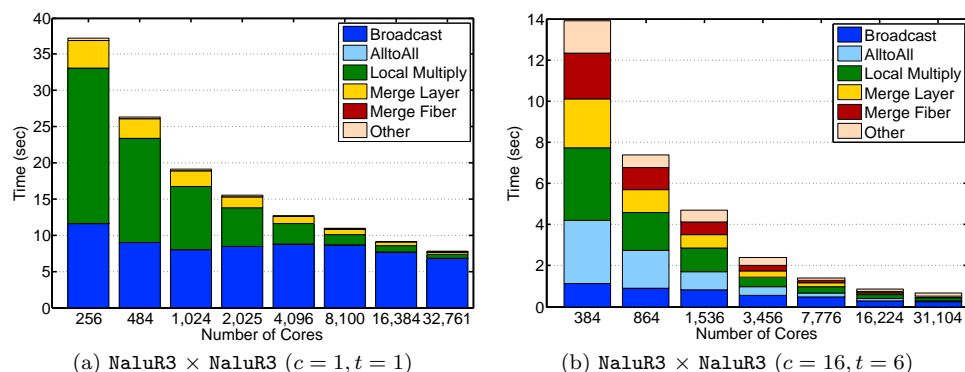 40
35
30
25
20
15
10
5
0
Time (sec)
Broadcast
AlltoAll
Local Multiply
Merge Layer
Merge Fiber
Other
256 484 1,024 2,025 4,096 8,100 16,384 32,761
Number of Cores
(a) NaluR3 × NaluR3 (c = 1, t = 1)
14
12
10
8
6
4
2
0
Time (sec)
Broadcast
AlltoAll
Local Multiply
Merge Layer
Merge Fiber
Other
384 864 1,536 3,456 7,776 16,224 31,104
Number of Cores
(b) NaluR3 × NaluR3 (c = 16, t = 6)